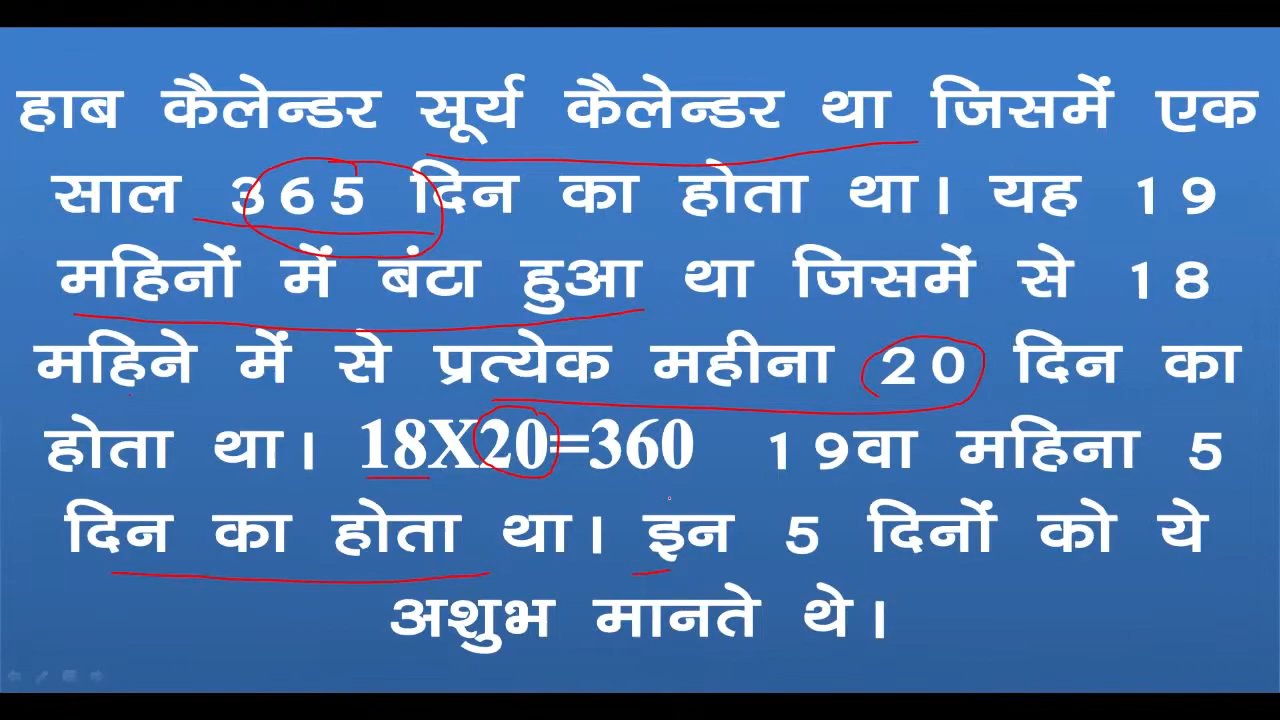 हाब कैलेन्डर सूर्य कैलेन्डर था जिसमें एक
साल 365 दिन का होता था। यह 19
महिनों में बंटा हुआ था जिसमें से 18
महिने में से प्रत्येक महीना 20 दिन का
होता था। 18X20=360 19वा महिना 5
दिन का होता था। इन 5 दिनों को ये
अशुभ मानते थे।